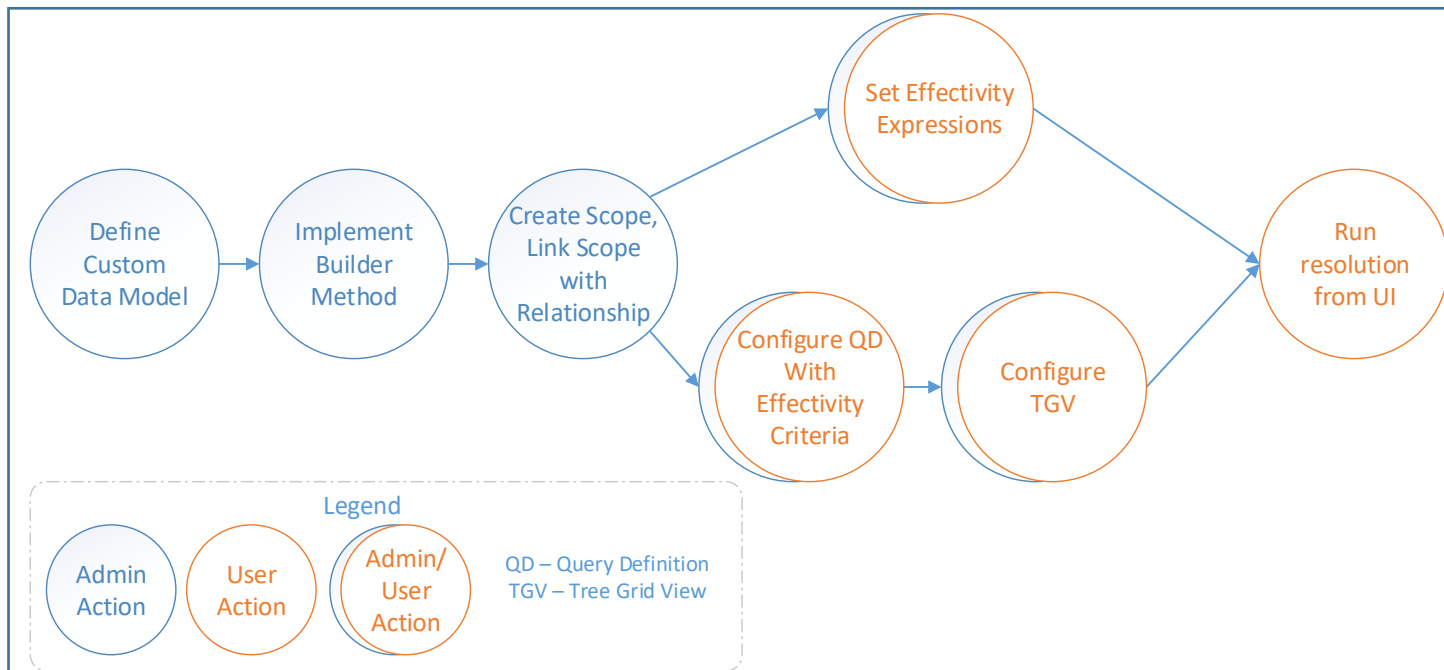 Define
Custom
Data Model
Implement
Builder
Method
Create Scope,
Link Scope
with
Relationship
Set Effectivity
Expressions
Configure QD
With
Effectivity
Criteria
Configure
TGV
Run
resolution
from UI
Legend
Admin
Action
User
Action
Admin/
User
Action
QD – Query Definition
TGV – Tree Grid View